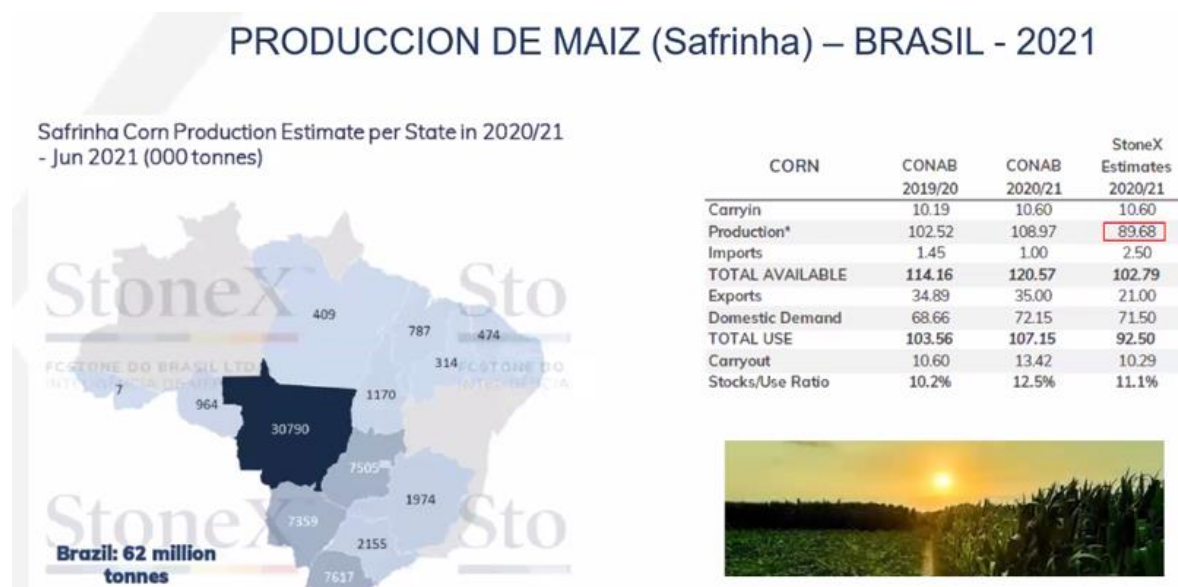 PRODUCCION DE MAIZ (Safrinha) – BRASIL - 2021
Safrinha Corn Production Estimate per State in 2020/21
- Jun 2021 (000 tonnes)
StoneX Sto
409
787
474
FCSTONE DO BRASIL LTD FCSTONE DO
314
7
964
1170
30790
7505
1974
StoneX Sto
7359
2155
Brazil: 62 million
tonnes
7617
StoneX
CORN CONAB CONAB Estimates
2019/20 2020/21 2020/21
Carryin 10.19 10.60 10.60
Production* 102.52 108.97 89.68
Imports 1.45 1.00 2.50
TOTAL AVAILABLE 114.16 120.57 102.79
Exports 34.89 35.00 21.00
Domestic Demand 68.66 72.15 71.50
TOTAL USE 103.56 107.15 92.50
Carryout 10.60 13.42 10.29
Stocks/Use Ratio 10.2% 12.5% 11.1%